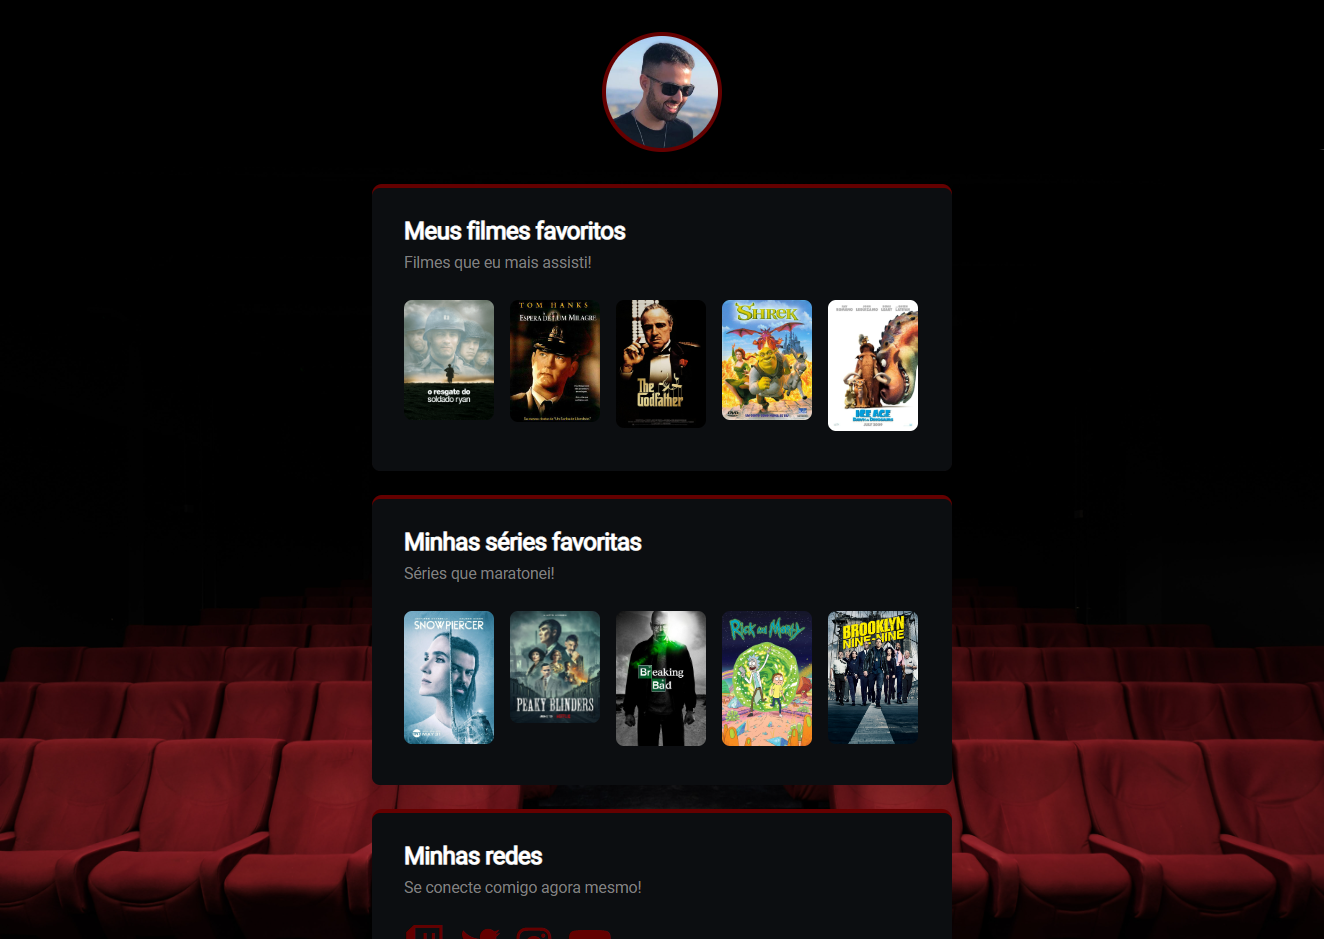 Meus filmes favoritos
Filmes que eu mais assisti!
o resgate do
soldado ryan
TOM HANKS
ESPERA DE UM MILAGRE
The
Godfather
SHREK
DVD
ICE AGE
Minhas séries favoritas
Séries que maratonei!
SNOWPIERCER
PEAKY BLINDERS
Breaking
Bad
Rick and Morty
BROOKLYN
NINE-NINE
Minhas redes
Se conecte comigo agora mesmo!